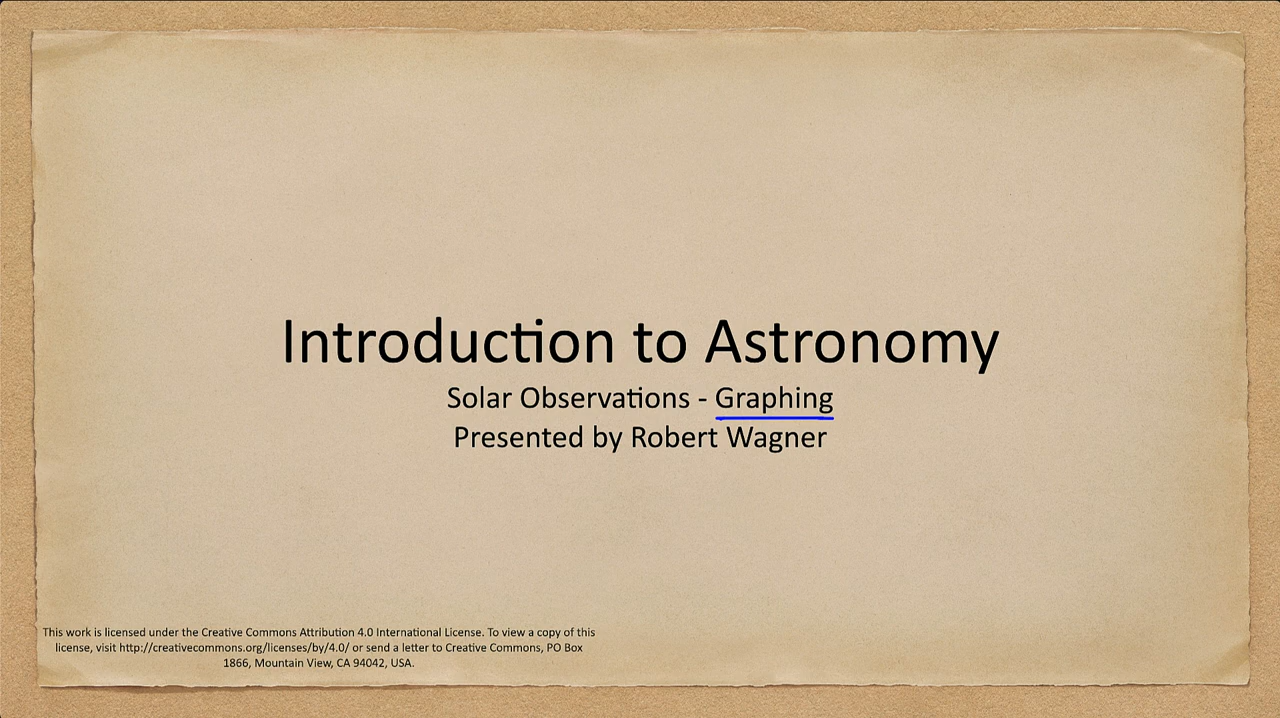 Introduction to Astronomy
Solar Observations - Graphing
Presented by Robert Wagner
This work is licensed under the Creative Commons Attribution 4.0 International License. To view a copy of this
license, visit http://creativecommons.org/licenses/by/4.0/ or send a letter to Creative Commons, PO Box
1866, Mountain View, CA 94042, USA.